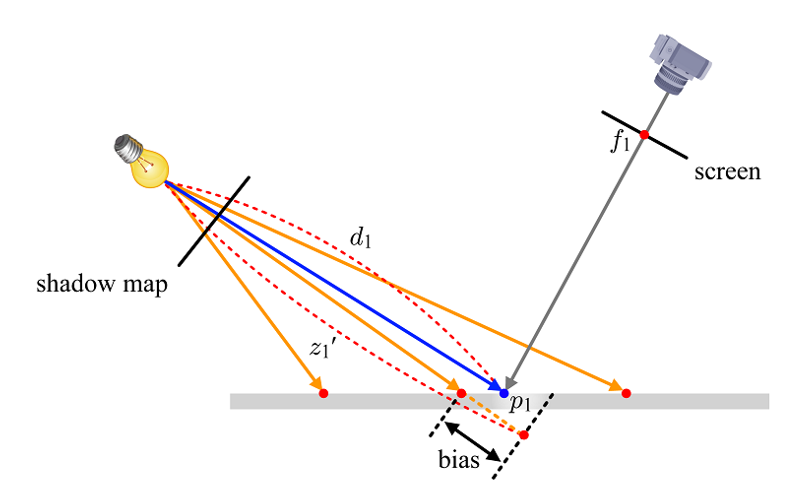 f₁
screen
d₁
shadow map
z₁′
p₁
bias